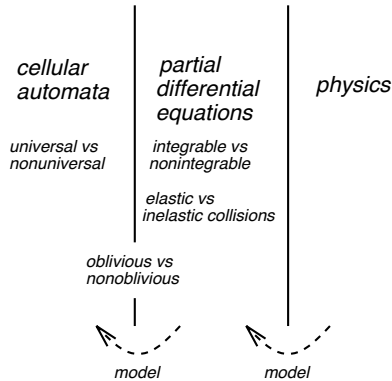 cellular
automata
universal vs
nonuniversal
partial
differential
equations
integrable vs
nonintegrable
elastic vs
inelastic collisions
physics
oblivious vs
nonoblivious
model
model